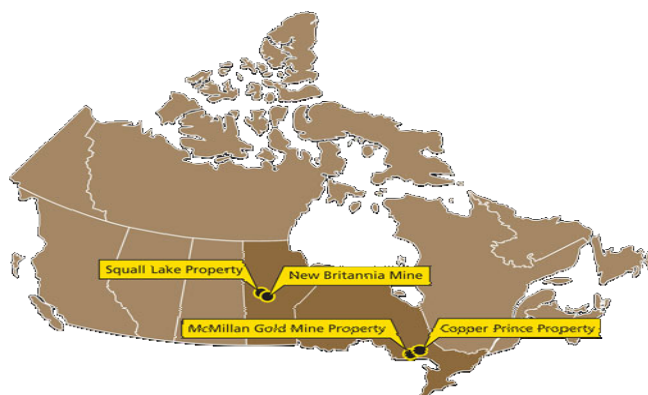 Squall Lake Property
New Britannia Mine
McMillan Gold Mine Property
Copper Prince Property